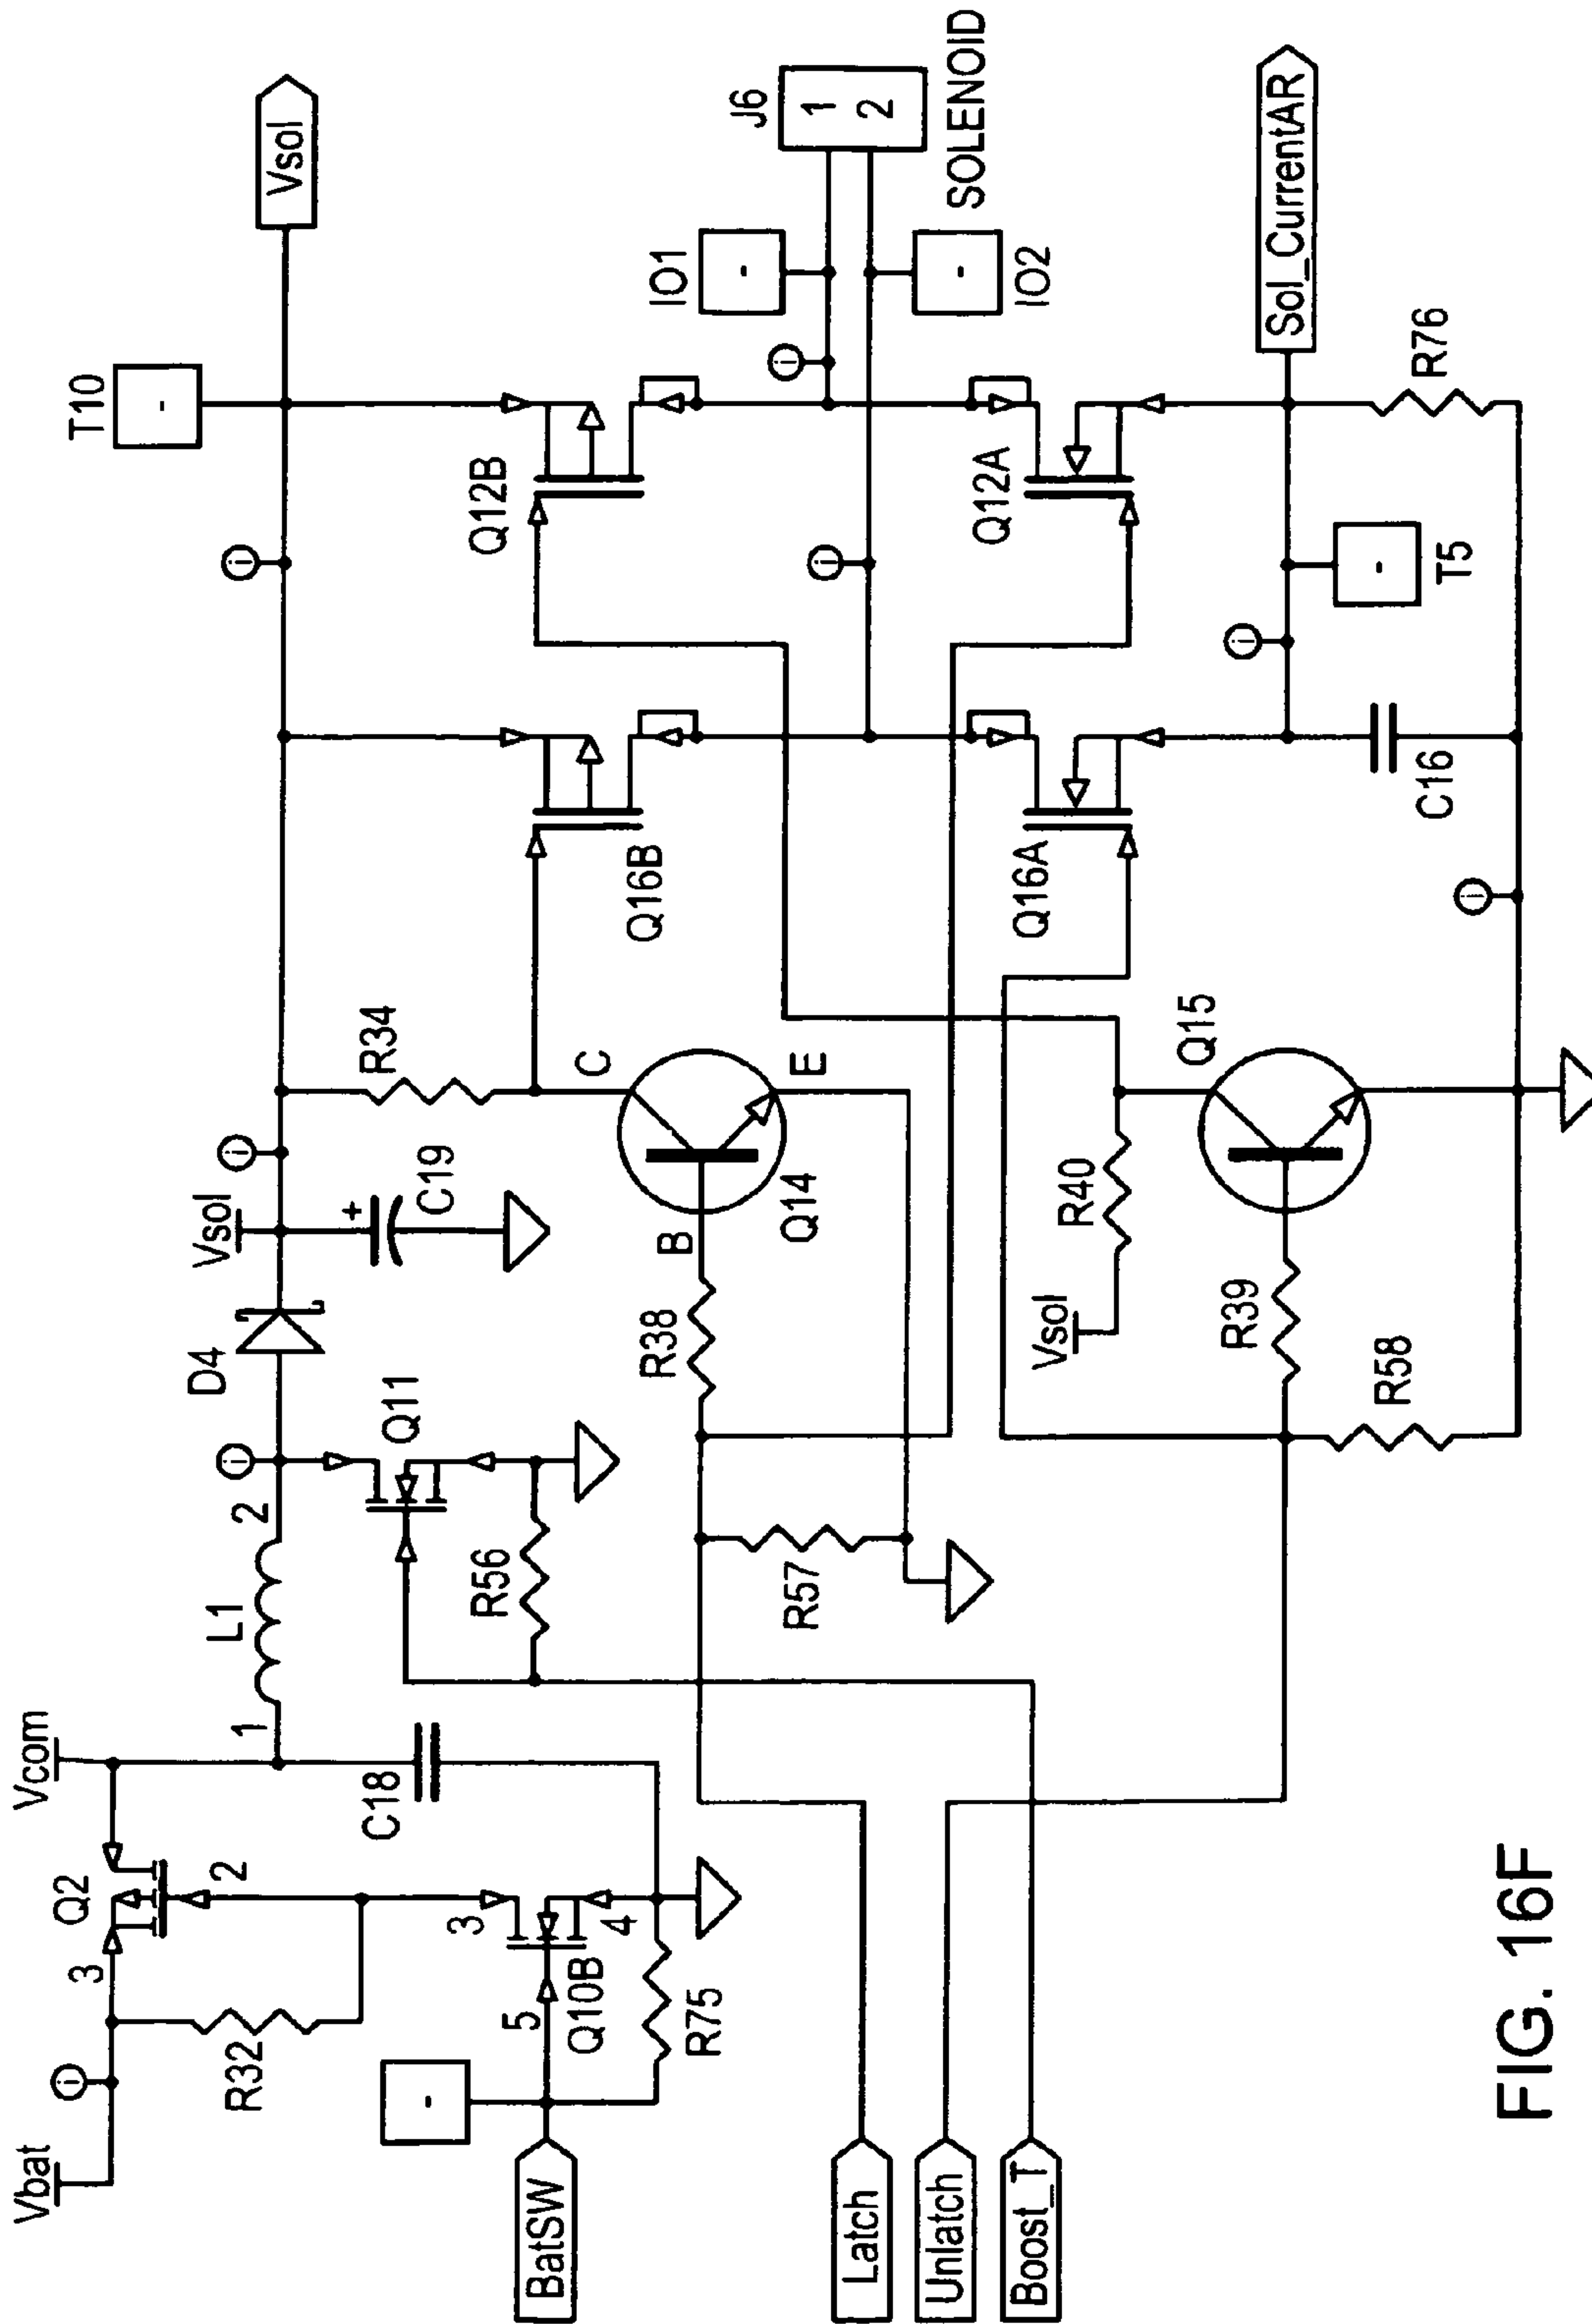 Vbat
3
Q2
2
R32
Vcom
1
L1
2
D4
Vsol
C19
T10
Vsol
BatSW
5
3
4
Q10B
R75
C18
R56
Q11
R34
C
B
E
Q14
R38
R57
Q16B
Q12B
IO1
J6
1
2
SOLENOID
IO2
Latch
Unlatch
Boost_T
Vsol
R40
Q15
R39
R58
Q16A
Q12A
C16
T5
Sol_CurrentAR
R76
i
i
i
i
i
i
i
i
-
-
-
-
-
FIG. 16F